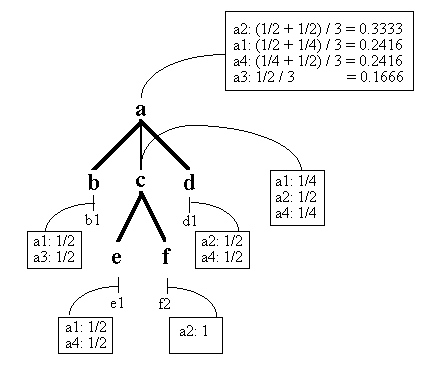 a2: (1/2 + 1/2) / 3 = 0.3333
a1: (1/2 + 1/4) / 3 = 0.2416
a4: (1/4 + 1/2) / 3 = 0.2416
a3: 1/2 / 3 = 0.1666
a
b
c
d
a1: 1/4
a2: 1/2
a4: 1/4
b1
d1
a1: 1/2
a3: 1/2
a2: 1/2
a4: 1/2
e
f
e1
f2
a1: 1/2
a4: 1/2
a2: 1